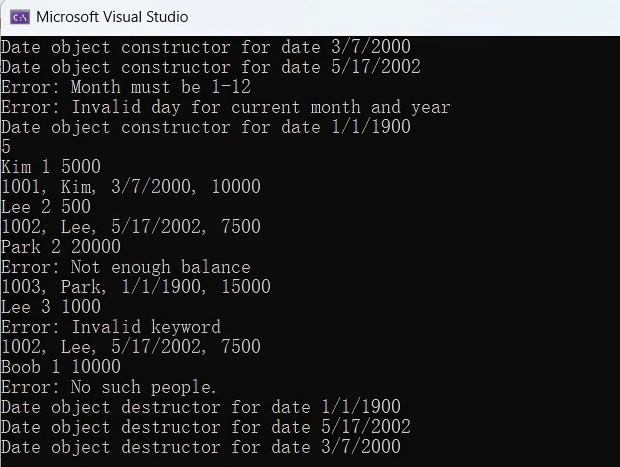 C:\ Microsoft Visual Studio
Date object constructor for date 3/7/2000
Date object constructor for date 5/17/2002
Error: Month must be 1-12
Error: Invalid day for current month and year
Date object constructor for date 1/1/1900
5
Kim 1 5000
1001, Kim, 3/7/2000, 10000
Lee 2 500
1002, Lee, 5/17/2002, 7500
Park 2 20000
Error: Not enough balance
1003, Park, 1/1/1900, 15000
Lee 3 1000
Error: Invalid keyword
1002, Lee, 5/17/2002, 7500
Boob 1 10000
Error: No such people.
Date object destructor for date 1/1/1900
Date object destructor for date 5/17/2002
Date object destructor for date 3/7/2000